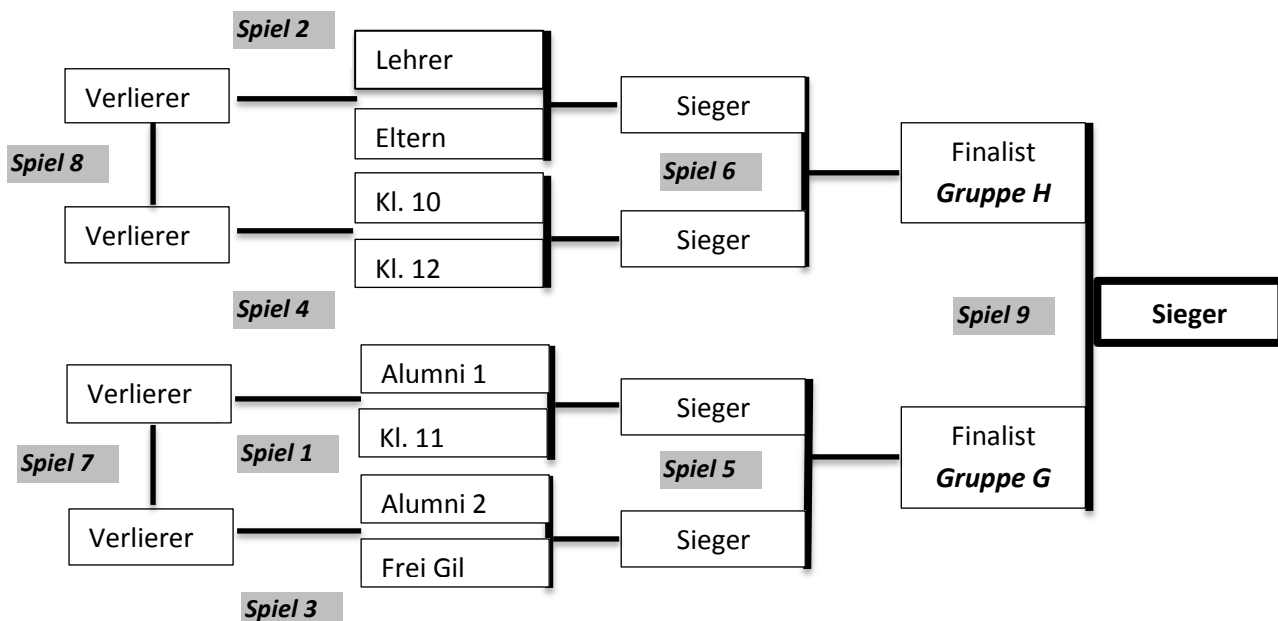 Spiel 2
Lehrer
Verlierer
Sieger
Eltern
Finalist
Gruppe H
Spiel 8
Spiel 6
Kl. 10
Verlierer
Sieger
Kl. 12
Spiel 4
Spiel 9
Sieger
Alumni 1
Verlierer
Sieger
Kl. 11
Finalist
Gruppe G
Spiel 1
Spiel 7
Spiel 5
Alumni 2
Verlierer
Sieger
Frei Gil
Spiel 3